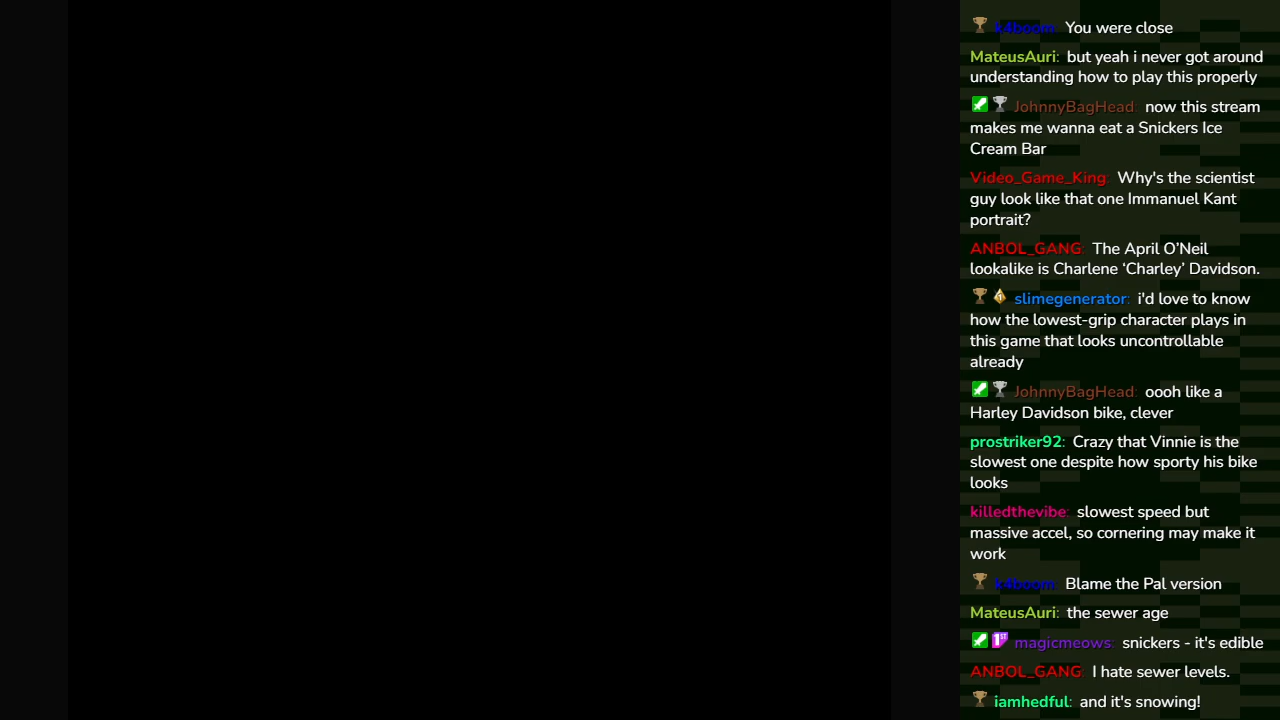 k4boom: You were close
MateusAuri: but yeah i never got around
understanding how to play this properly
JohnnyBagHead: now this stream
makes me wanna eat a Snickers Ice
Cream Bar
Video_Game_King: Why's the scientist
guy look like that one Immanuel Kant
portrait?
ANBOL_GANG: The April O’Neil
lookalike is Charlene ‘Charley’ Davidson.
slimegenerator: i'd love to know
how the lowest-grip character plays in
this game that looks uncontrollable
already
JohnnyBagHead: oooh like a
Harley Davidson bike, clever
prostriker92: Crazy that Vinnie is the
slowest one despite how sporty his bike
looks
killedthevibe: slowest speed but
massive accel, so cornering may make it
work
k4boom: Blame the Pal version
MateusAuri: the sewer age
1ST magicmeows: snickers - it's edible
ANBOL_GANG: I hate sewer levels.
iamhedful: and it's snowing!